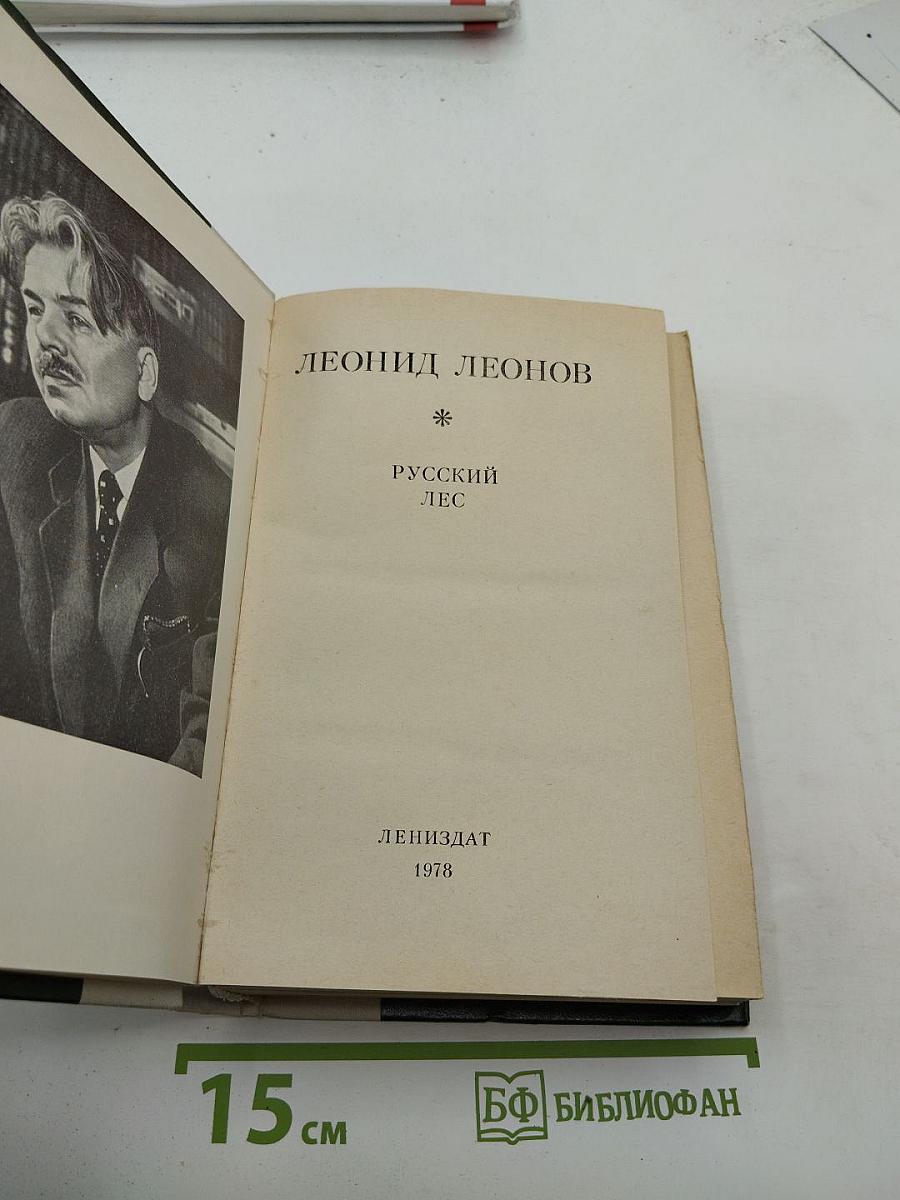 ЛЕОНИД ЛЕОНОВ
*
РУССКИЙ
ЛЕС
ЛЕНИЗДАТ
1978
15 см
БФ БИБЛИОФАН